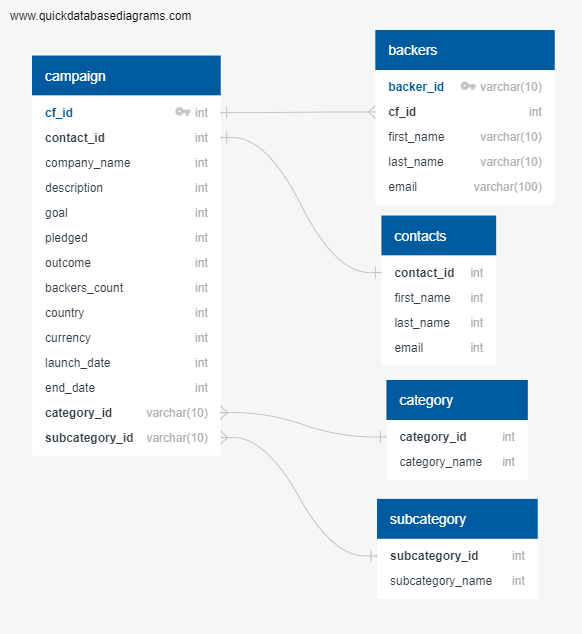 www.quickdatabasediagrams.com
campaign
cf_id int
contact_id int
company_name int
description int
goal int
pledged int
outcome int
backers_count int
country int
currency int
launch_date int
end_date int
category_id varchar(10)
subcategory_id varchar(10)
backers
backer_id varchar(10)
cf_id int
first_name varchar(10)
last_name varchar(10)
email varchar(100)
contacts
contact_id int
first_name int
last_name int
email int
category
category_id int
category_name int
subcategory
subcategory_id int
subcategory_name int